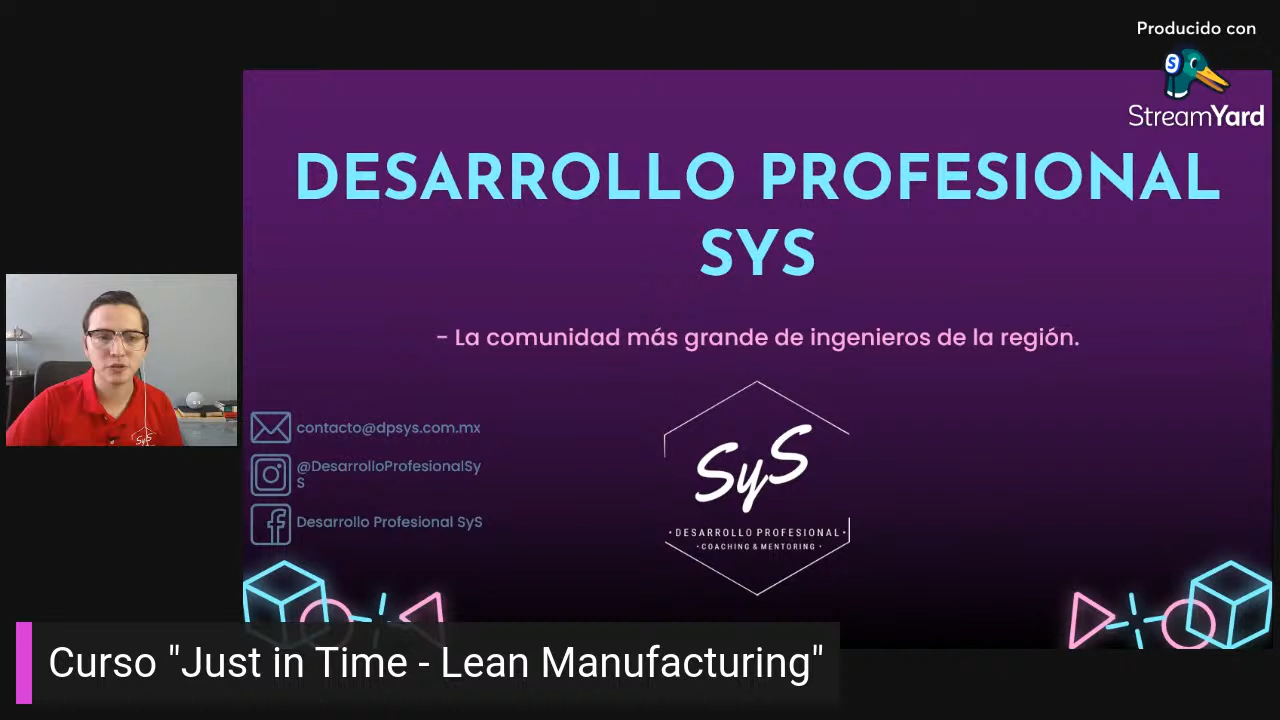 Producido con
StreamYard
DESARROLLO PROFESIONAL
SYS
- La comunidad más grande de ingenieros de la región.
contacto@dpsys.com.mx
@DesarrolloProfesionalSy
S
Desarrollo Profesional SyS
SyS
· DESARROLLO PROFESIONAL ·
· COACHING & MENTORING ·
SyS
Curso "Just in Time - Lean Manufacturing"